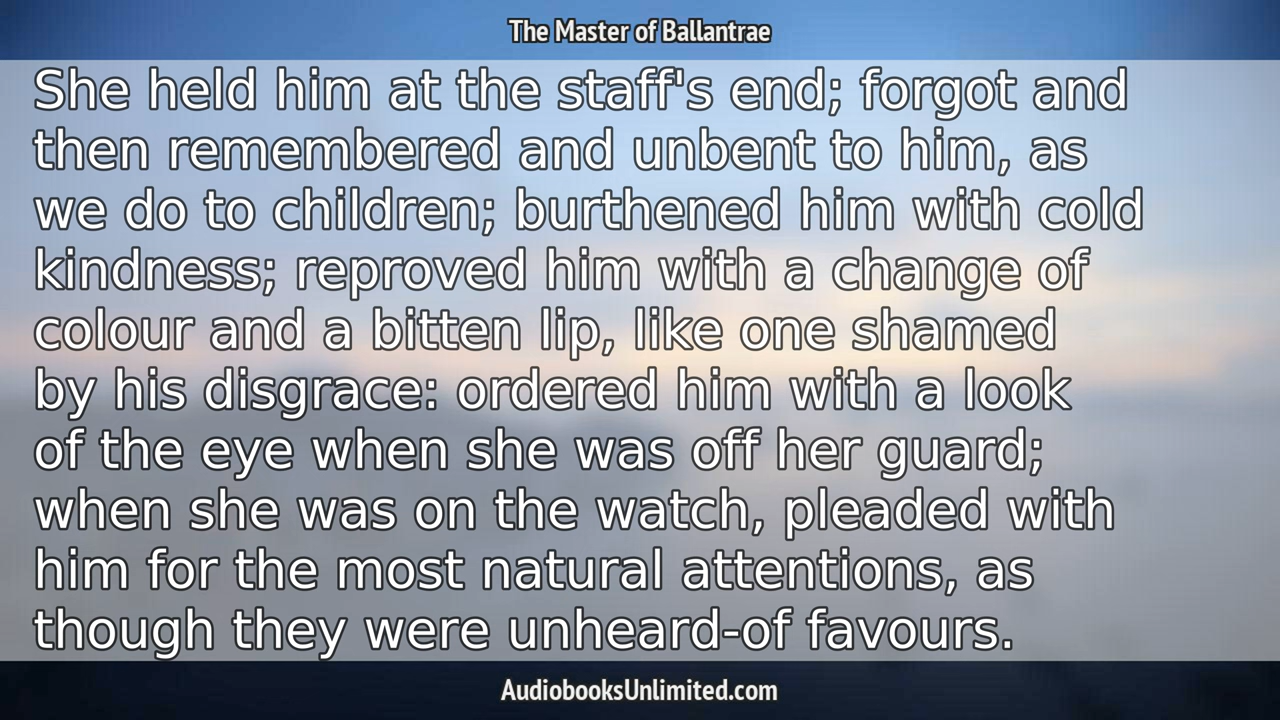 The Master of Ballantrae
She held him at the staff's end; forgot and
then remembered and unbent to him, as
we do to children; burthened him with cold
kindness; reproved him with a change of
colour and a bitten lip, like one shamed
by his disgrace: ordered him with a look
of the eye when she was off her guard;
when she was on the watch, pleaded with
him for the most natural attentions, as
though they were unheard-of favours.
AudiobooksUnlimited.com